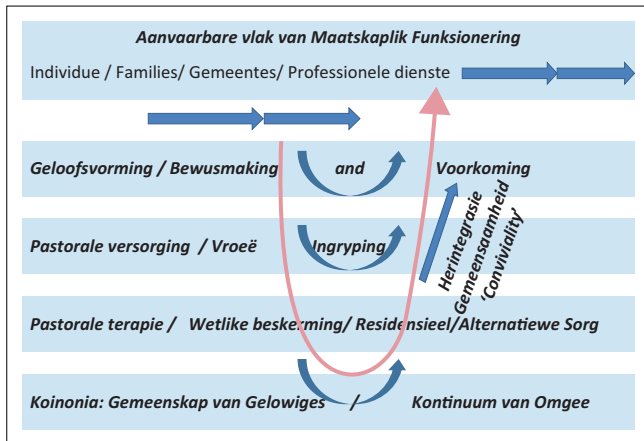 Aanvaarbare vlak van Maatskaplik Funksionering
Individue / Families/ Gemeentes/ Professionele dienste
Geloofsvorming / Bewusmaking and Voorkoming
Pastorale versorging / Vroeë Ingryping
Herintegrasie
Gemeensaamheid
‘Conviviality’
Pastorale terapie / Wetlike beskerming/ Residensieel/Alternatiewe Sorg
Koinonia: Gemeenskap van Gelowiges / Kontinuum van Omgee